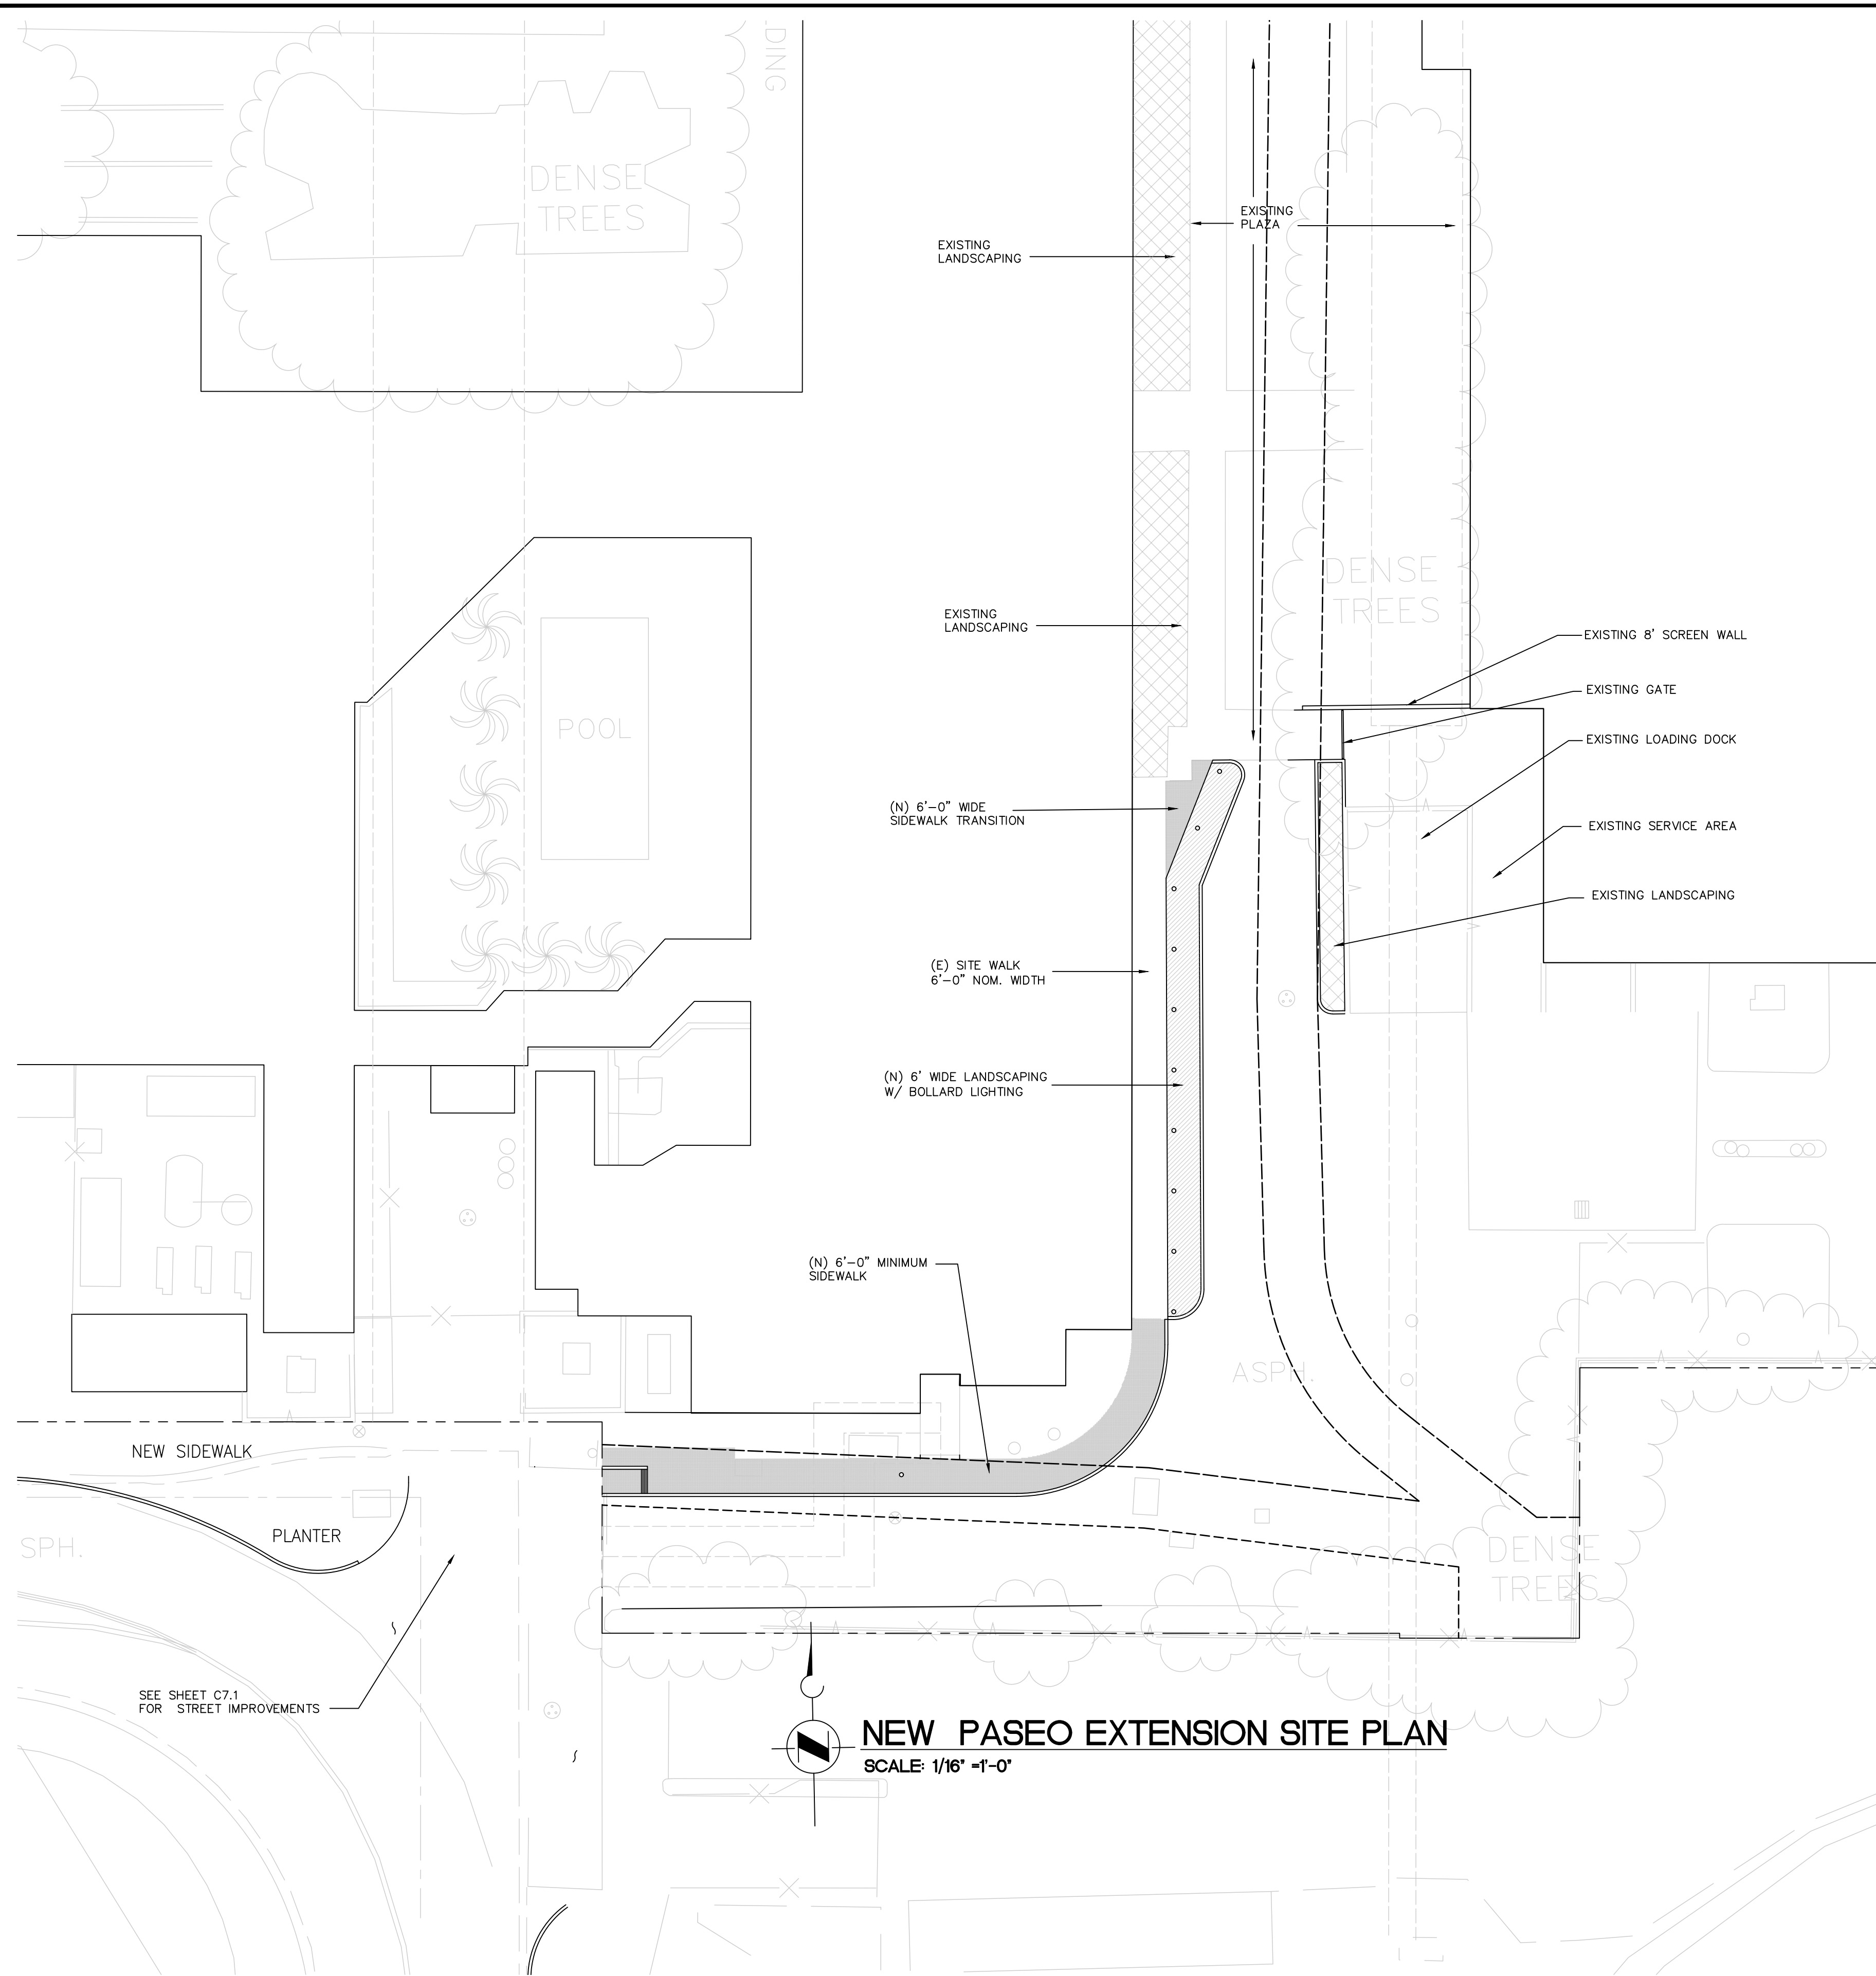 DING
DENSE
TREES
EXISTING
PLAZA
EXISTING
LANDSCAPING
DENSE
TREES
EXISTING
LANDSCAPING
EXISTING 8' SCREEN WALL
EXISTING GATE
POOL
EXISTING LOADING DOCK
(N) 6'-0" WIDE
SIDEWALK TRANSITION
EXISTING SERVICE AREA
EXISTING LANDSCAPING
(E) SITE WALK
6'-0" NOM. WIDTH
(N) 6' WIDE LANDSCAPING
W/ BOLLARD LIGHTING
(N) 6'-0" MINIMUM
SIDEWALK
ASPH.
NEW SIDEWALK
PLANTER
SPH.
DENSE
TREES
SEE SHEET C7.1
FOR STREET IMPROVEMENTS
N
NEW PASEO EXTENSION SITE PLAN
SCALE: 1/16" =1'-0"